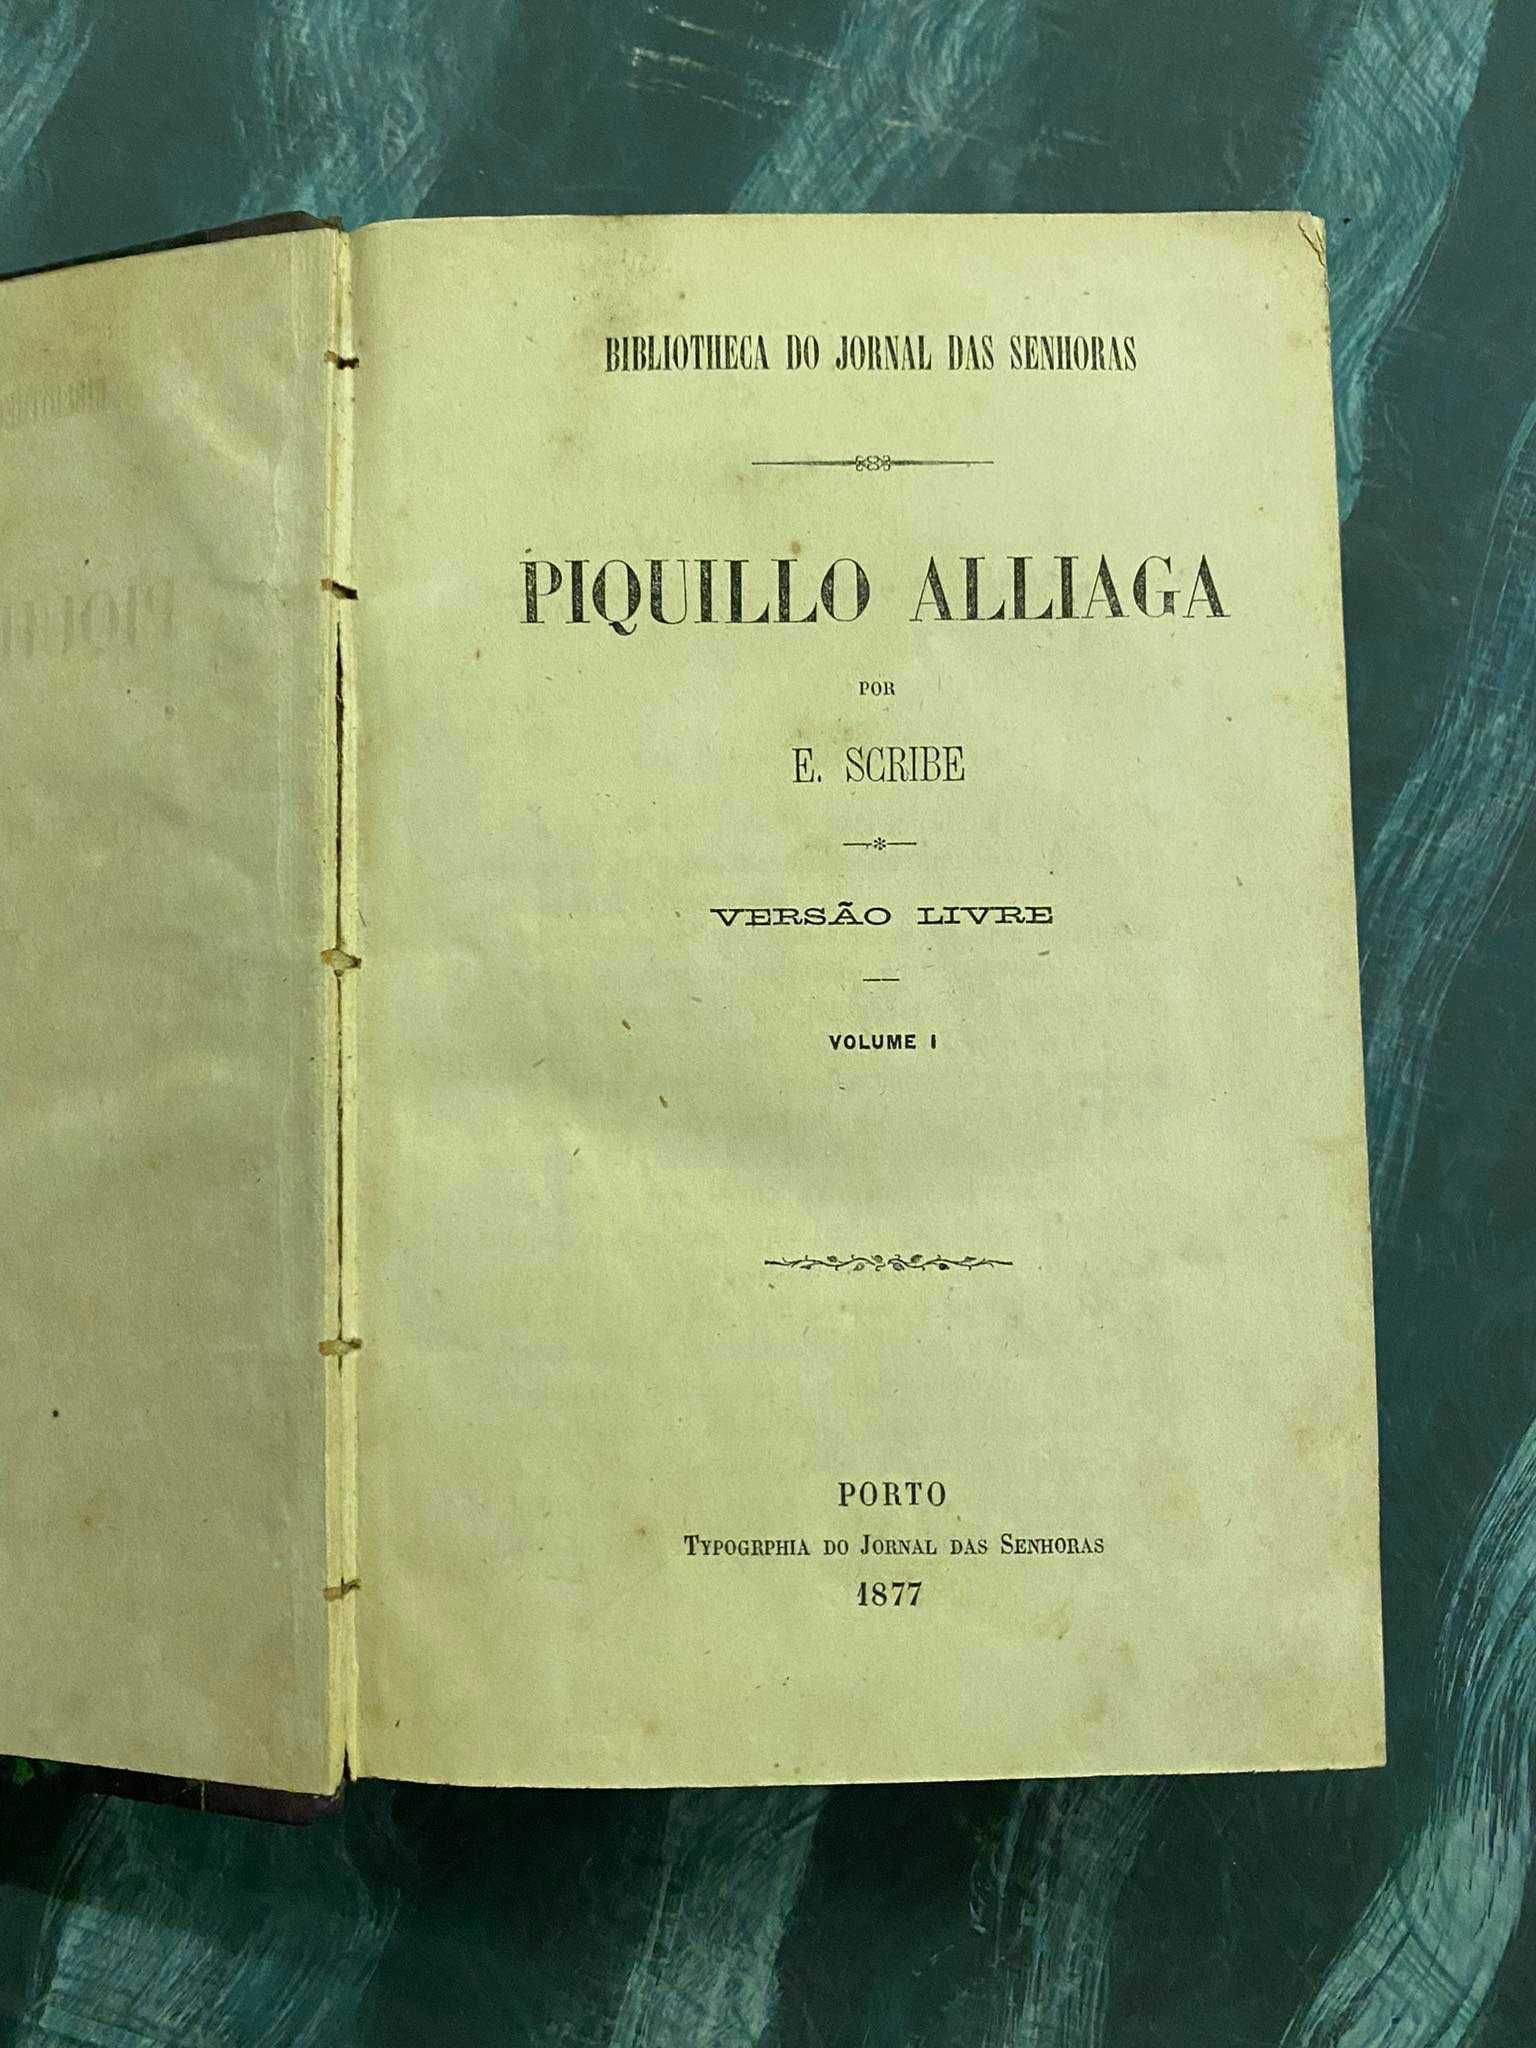 BIBLIOTHECA DO JORNAL DAS SENHORAS
PIQUILLO ALLIAGA
POR
E. SCRIBE
VERSÃO LIVRE
VOLUME I
PORTO
TYPOGRPHIA DO JORNAL DAS SENHORAS
1877